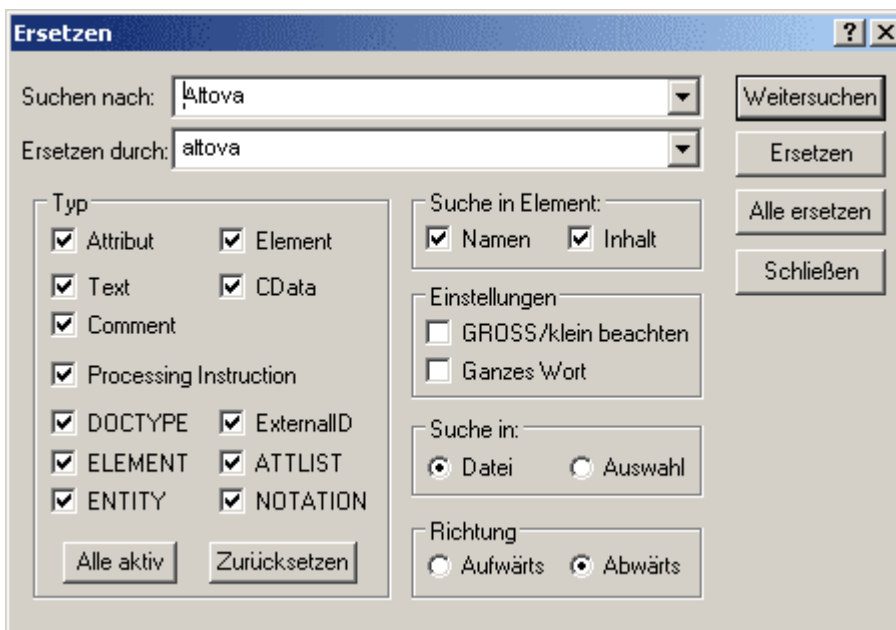 Ersetzen
Suchen nach: Altova
Ersetzen durch: altova
Weitersuchen
Ersetzen
Alle ersetzen
Schließen
Typ
Attribut Element
Text CData
Comment
Processing Instruction
DOCTYPE ExternalID
ELEMENT ATTLIST
ENTITY NOTATION
Alle aktiv Zurücksetzen
Suche in Element:
Namen Inhalt
Einstellungen
GROSS/klein beachten
Ganzes Wort
Suche in:
Datei Auswahl
Richtung
Aufwärts Abwärts